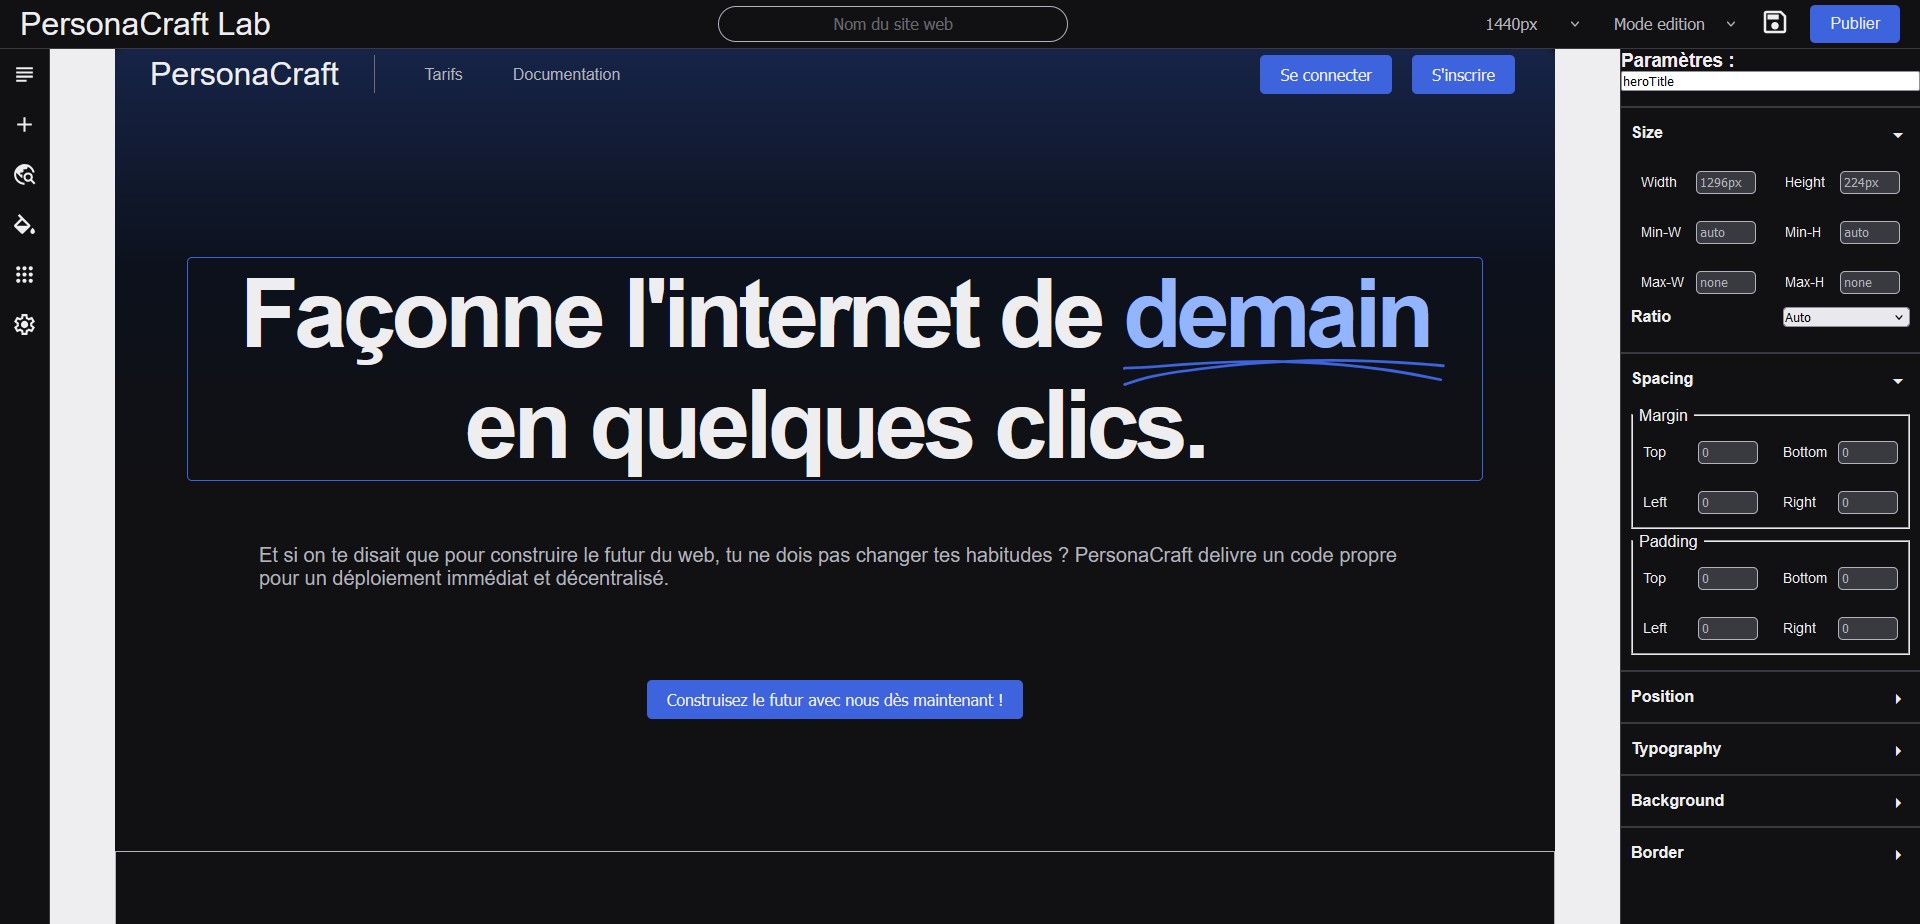 PersonaCraft Lab
Nom du site web
1440px
Mode edition
Publier
PersonaCraft
Tarifs
Documentation
Se connecter
S'inscrire
Façonne l'internet de demain
en quelques clics.
Et si on te disait que pour construire le futur du web, tu ne dois pas changer tes habitudes ? PersonaCraft delivre un code propre
pour un déploiement immédiat et décentralisé.
Construisez le futur avec nous dès maintenant !
Paramètres :
heroTitle
Size
Width 1296px Height 224px
Min-W auto Min-H auto
Max-W none Max-H none
Ratio Auto
Spacing
Margin
Top 0 Bottom 0
Left 0 Right 0
Padding
Top 0 Bottom 0
Left 0 Right 0
Position
Typography
Background
Border